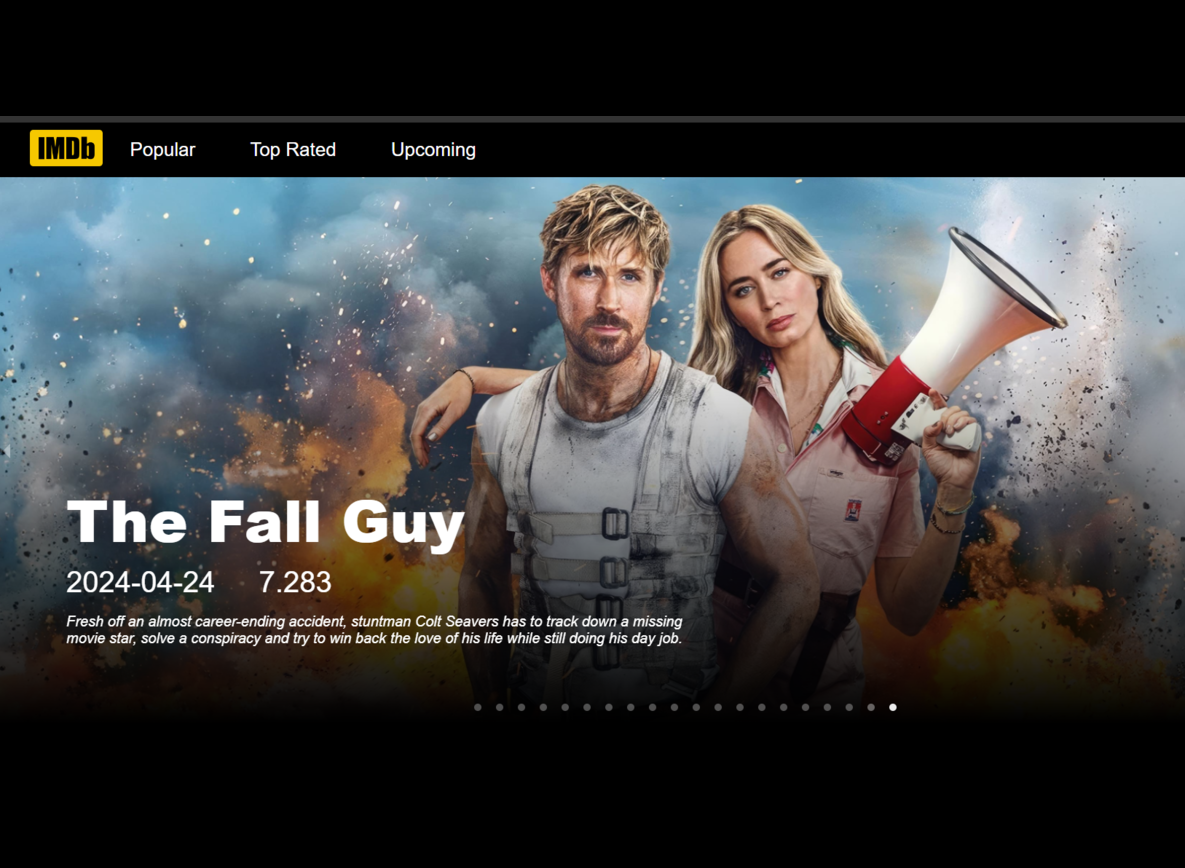 IMDb
Popular
Top Rated
Upcoming
The Fall Guy
2024-04-24 7.283
Fresh off an almost career-ending accident, stuntman Colt Seavers has to track down a missing
movie star, solve a conspiracy and try to win back the love of his life while still doing his day job.